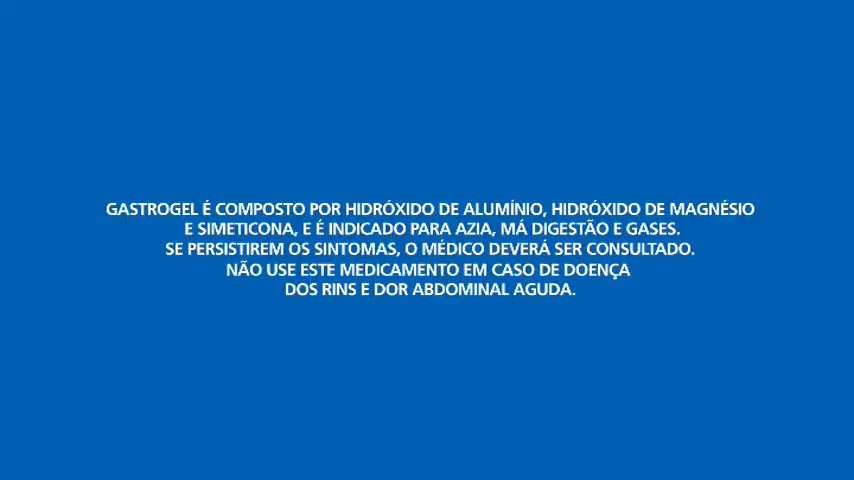 GASTROGEL É COMPOSTO POR HIDRÓXIDO DE ALUMÍNIO, HIDRÓXIDO DE MAGNÉSIO
E SIMETICONA, E É INDICADO PARA AZIA, MÁ DIGESTÃO E GASES.
SE PERSISTIREM OS SINTOMAS, O MÉDICO DEVERÁ SER CONSULTADO.
NÃO USE ESTE MEDICAMENTO EM CASO DE DOENÇA
DOS RINS E DOR ABDOMINAL AGUDA.